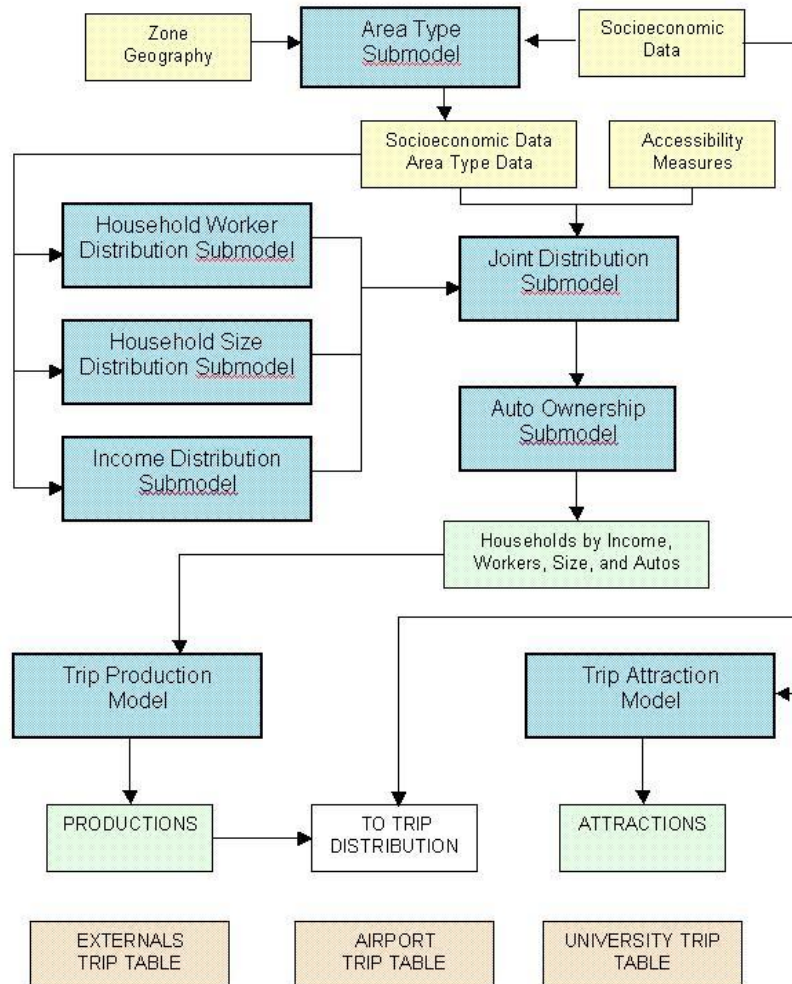 Zone
Geography
Area Type
Submodel
Socioeconomic
Data
Socioeconomic Data
Area Type Data
Accessibility
Measures
Household Worker
Distribution Submodel
Joint Distribution
Submodel
Household Size
Distribution Submodel
Auto Ownership
Submodel
Income Distribution
Submodel
Households by Income,
Workers, Size, and Autos
Trip Production
Model
Trip Attraction
Model
PRODUCTIONS
TO TRIP
DISTRIBUTION
ATTRACTIONS
EXTERNALS
TRIP TABLE
AIRPORT
TRIP TABLE
UNIVERSITY TRIP
TABLE